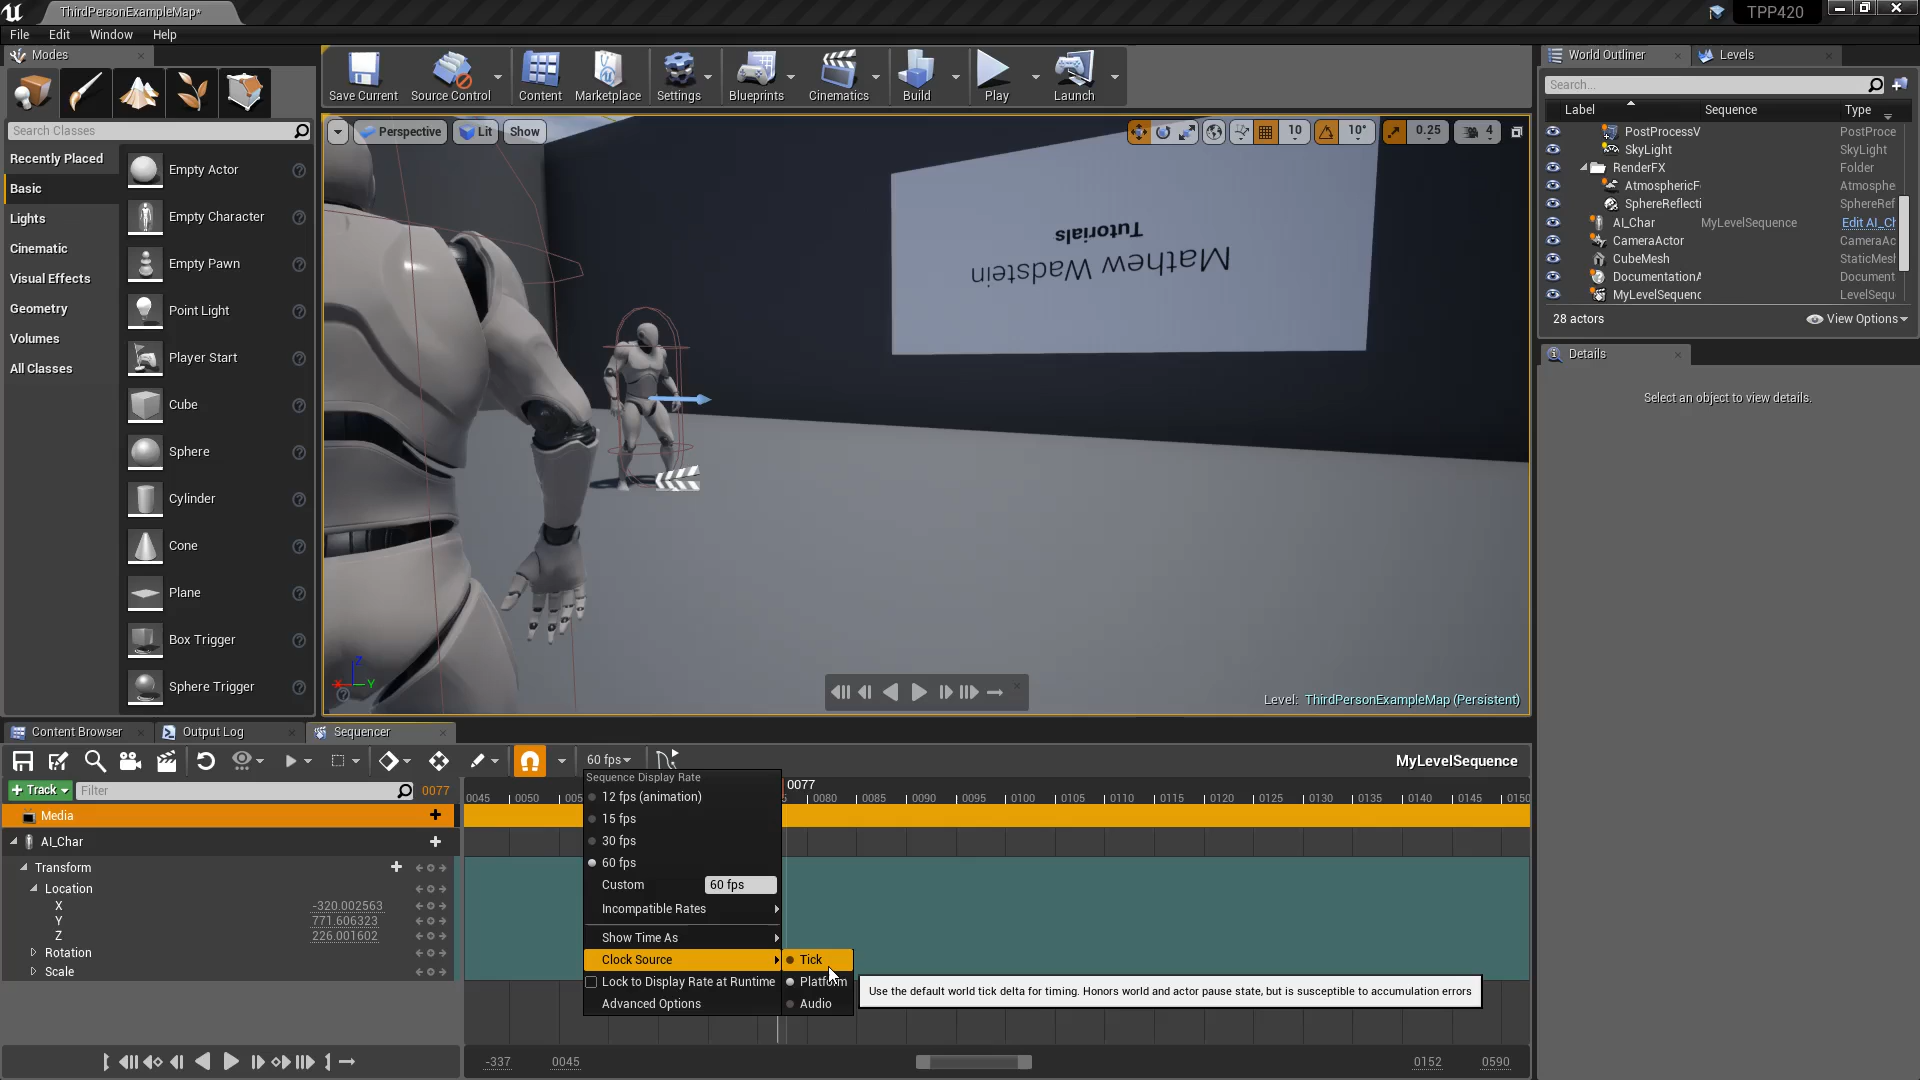 ThirdPersonExampleMap*
TPP420
File Edit Window Help
Modes
Save Current
Source Control
Content
Marketplace
Settings
Blueprints
Cinematics
Build
Play
Launch
World Outliner
Levels
Search...
Label Sequence Type
PostProcessV PostProce
SkyLight SkyLight
RenderFX Folder
AtmosphericF Atmosphe
SphereReflecti SphereRef
AI_Char MyLevelSequence Edit AI_Ch
CameraActor CameraAc
CubeMesh StaticMesh
DocumentationA Document
MyLevelSequenc LevelSequ
28 actors
View Options
Details
Select an object to view details.
Search Classes
Recently Placed
Basic
Lights
Cinematic
Visual Effects
Geometry
Volumes
All Classes
Empty Actor
Empty Character
Empty Pawn
Point Light
Player Start
Cube
Sphere
Cylinder
Cone
Plane
Box Trigger
Sphere Trigger
Perspective
Lit
Show
10
10°
0.25
4
Mathew Wadstein
Tutorials
Z
X
Y
Level: ThirdPersonExampleMap (Persistent)
Content Browser
Output Log
Sequencer
60 fps
MyLevelSequence
Track
Filter
0077
Media
AI_Char
Transform
Location
X -320.002563
Y 771.606323
Z 226.001602
Rotation
Scale
0077
0045 0050 005 5 0080 0085 0090 0095 0100 0105 0110 0115 0120 0125 0130 0135 0140 0145 0150
Sequence Display Rate
12 fps (animation)
15 fps
30 fps
60 fps
Custom 60 fps
Incompatible Rates
Show Time As
Clock Source
Lock to Display Rate at Runtime
Advanced Options
Tick
Platform
Audio
Use the default world tick delta for timing. Honors world and actor pause state, but is susceptible to accumulation errors
-337
0045
0152
0590